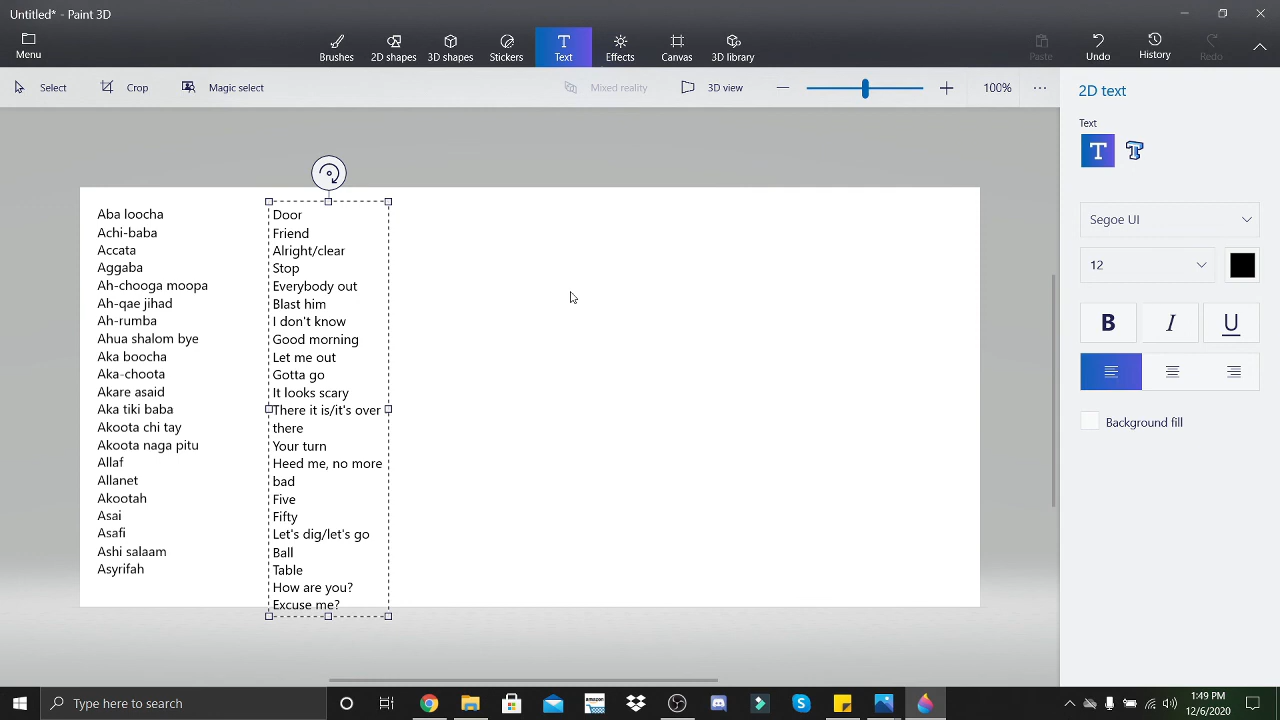 Untitled* - Paint 3D
Menu
Brushes
2D shapes
3D shapes
Stickers
Text
Effects
Canvas
3D library
Paste
Undo
History
Redo
Select
Crop
Magic select
Mixed reality
3D view
100%
2D text
Text
Segoe UI
12
B
I
U
Background fill
Aba loocha
Achi-baba
Accata
Aggaba
Ah-chooga moopa
Ah-qae jihad
Ah-rumba
Ahua shalom bye
Aka boocha
Aka-choota
Akare asaid
Aka tiki baba
Akoota chi tay
Akoota naga pitu
Allaf
Allanet
Akootah
Asai
Asafi
Ashi salaam
Asyrifah
Door
Friend
Alright/clear
Stop
Everybody out
Blast him
I don't know
Good morning
Let me out
Gotta go
It looks scary
There it is/it's over
there
Your turn
Heed me, no more
bad
Five
Fifty
Let's dig/let's go
Ball
Table
How are you?
Excuse me?
Type here to search
1:49 PM
12/6/2020